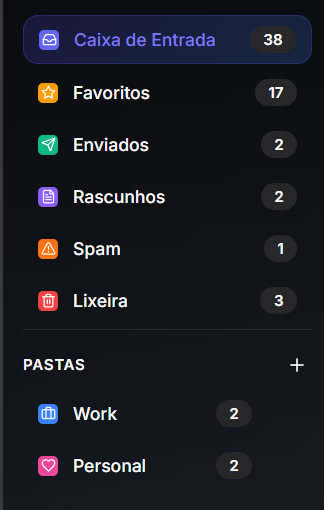 Caixa de Entrada 38
Favoritos 17
Enviados 2
Rascunhos 2
Spam 1
Lixeira 3
PASTAS +
Work 2
Personal 2